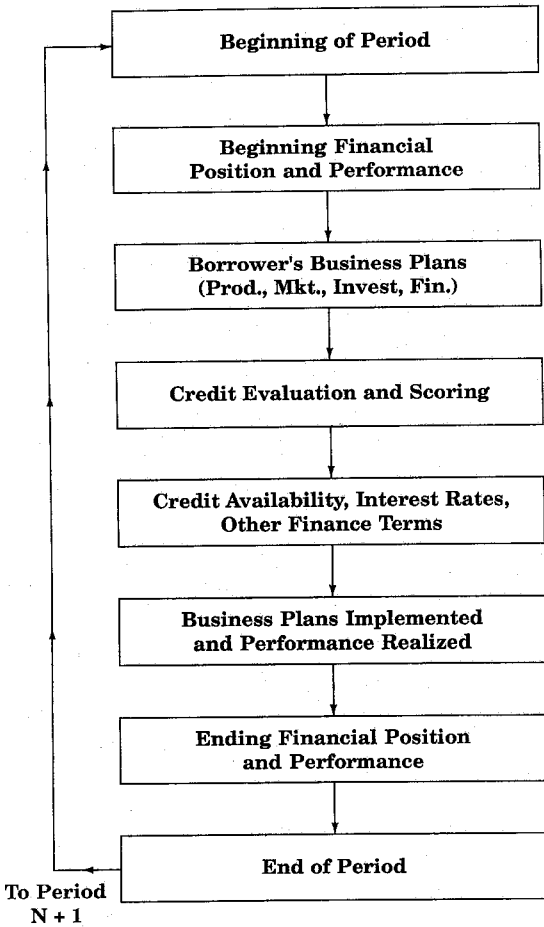 Beginning of Period
Beginning Financial
Position and Performance
Borrower's Business Plans
(Prod., Mkt., Invest, Fin.)
Credit Evaluation and Scoring
Credit Availability, Interest Rates,
Other Finance Terms
Business Plans Implemented
and Performance Realized
Ending Financial Position
and Performance
End of Period
To Period
N + 1